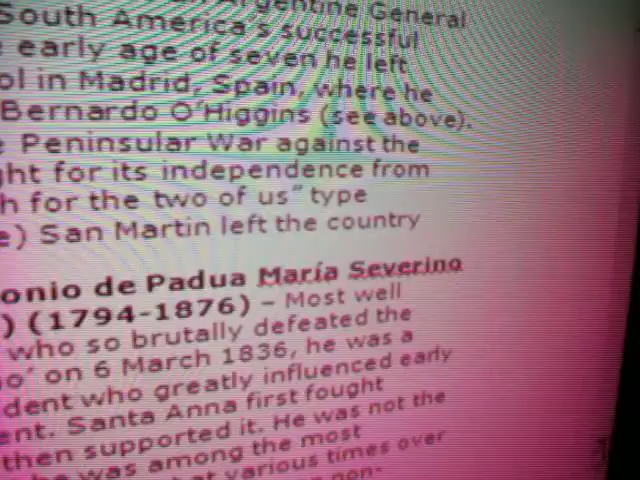 Argentine General
South America's successful
early age of seven he left
ol in Madrid, Spain, where he
Bernardo O'Higgins (see above).
e Peninsular War against the
ght for its independence from
h for the two of us" type
e) San Martin left the country
onio de Padua María Severino
) (1794-1876) – Most well
who so brutally defeated the
o' on 6 March 1836, he was a
dent who greatly influenced early
ent. Santa Anna first fought
then supported it. He was not the
he was among the most
at various times over
non-